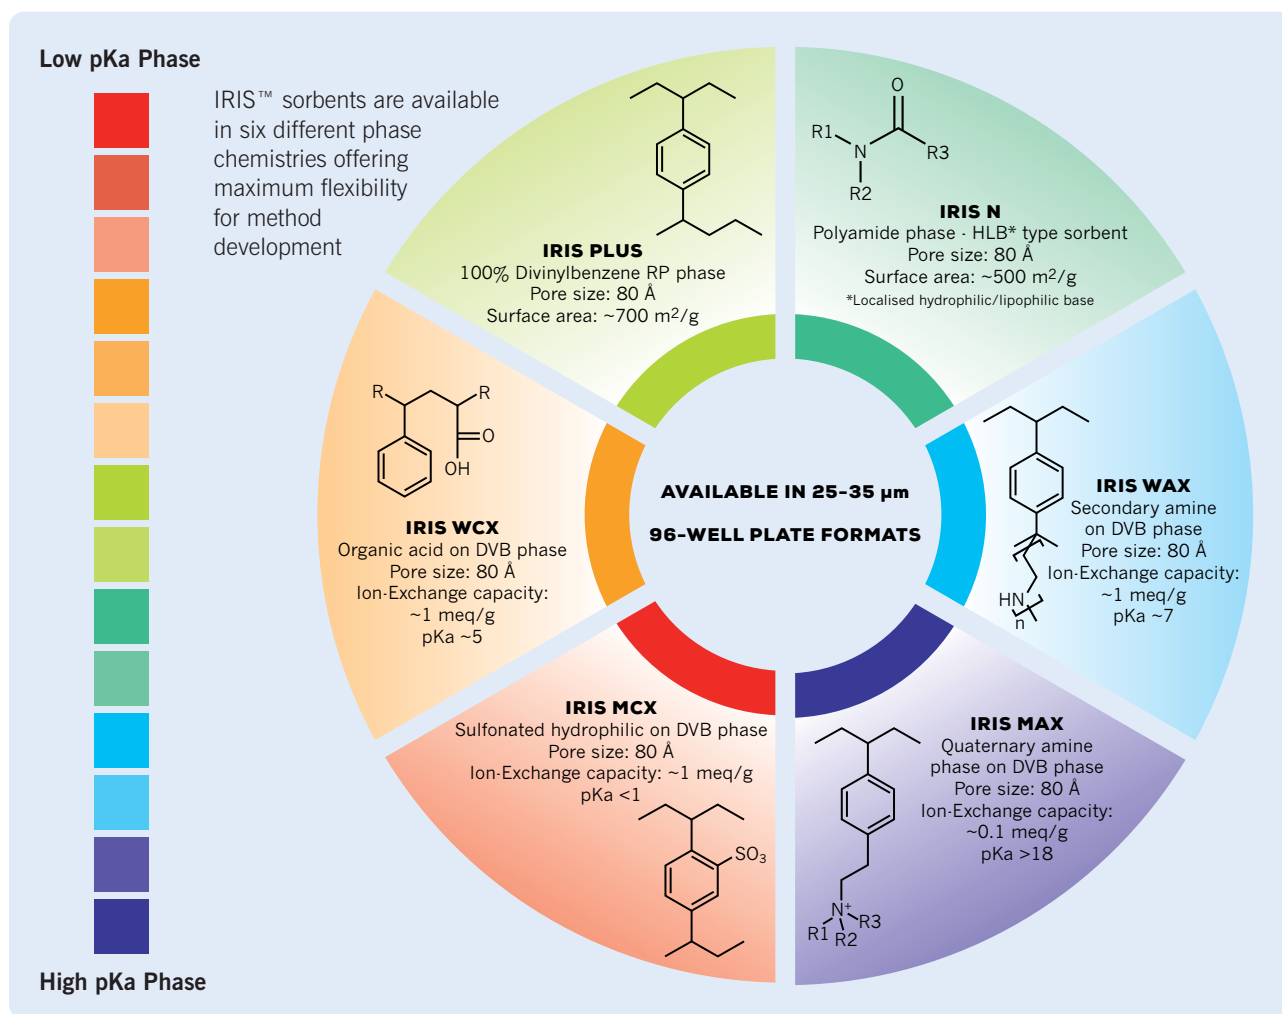 Low pKa Phase
IRIS™ sorbents are available
in six different phase
chemistries offering
maximum flexibility
for method
development
High pKa Phase
IRIS PLUS
100% Divinylbenzene RP phase
Pore size: 80 Å
Surface area: ~700 m²/g
O
R1
N
R3
R2
IRIS N
Polyamide phase - HLB* type sorbent
Pore size: 80 Å
Surface area: ~500 m²/g
*Localised hydrophilic/lipophilic base
R
R
O
OH
IRIS WCX
Organic acid on DVB phase
Pore size: 80 Å
Ion-Exchange capacity:
~1 meq/g
pKa ~5
AVAILABLE IN 25-35 µm
96-WELL PLATE FORMATS
IRIS WAX
Secondary amine
on DVB phase
Pore size: 80 Å
Ion-Exchange capacity:
~1 meq/g
pKa ~7
HN
n
IRIS MCX
Sulfonated hydrophilic on DVB phase
Pore size: 80 Å
Ion-Exchange capacity: ~1 meq/g
pKa <1
SO₃
IRIS MAX
Quaternary amine
phase on DVB phase
Pore size: 80 Å
Ion-Exchange capacity:
~0.1 meq/g
pKa >18
N⁺
R1
R2
R3